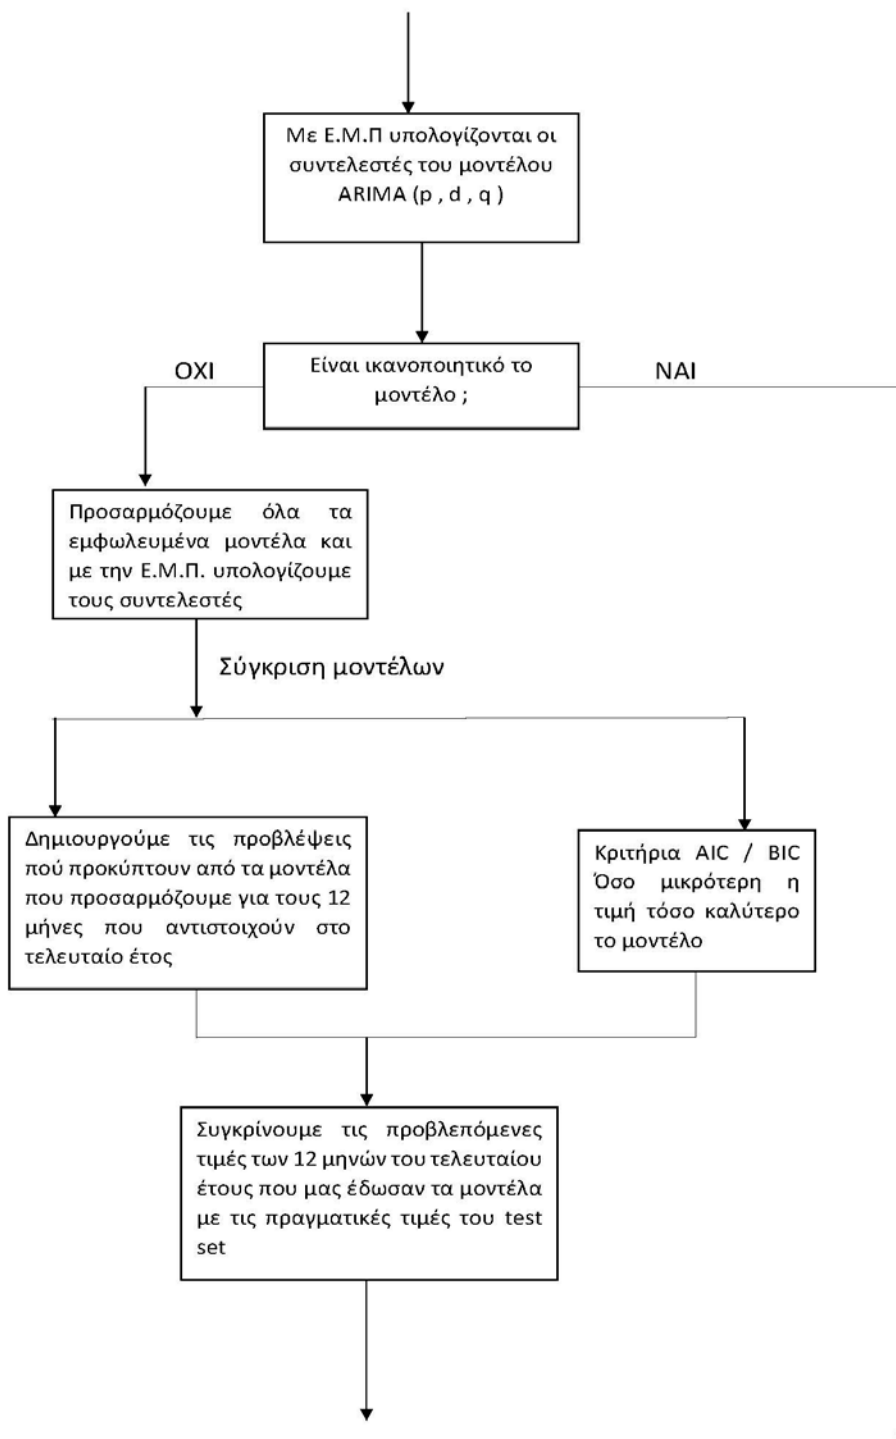 Με Ε.Μ.Π υπολογίζονται οι
συντελεστές του μοντέλου
ARIMA (p , d , q )
Είναι ικανοποιητικό το
μοντέλο ;
ΟΧΙ
ΝΑΙ
Προσαρμόζουμε όλα τα
εμφωλευμένα μοντέλα και
με την Ε.Μ.Π. υπολογίζουμε
τους συντελεστές
Σύγκριση μοντέλων
Δημιουργούμε τις προβλέψεις
πού προκύπτουν από τα μοντέλα
που προσαρμόζουμε για τους 12
μήνες που αντιστοιχούν στο
τελευταίο έτος
Κριτήρια AIC / BIC
Όσο μικρότερη η
τιμή τόσο καλύτερο
το μοντέλο
Συγκρίνουμε τις προβλεπόμενες
τιμές των 12 μηνών του τελευταίου
έτους που μας έδωσαν τα μοντέλα
με τις πραγματικές τιμές του test
set